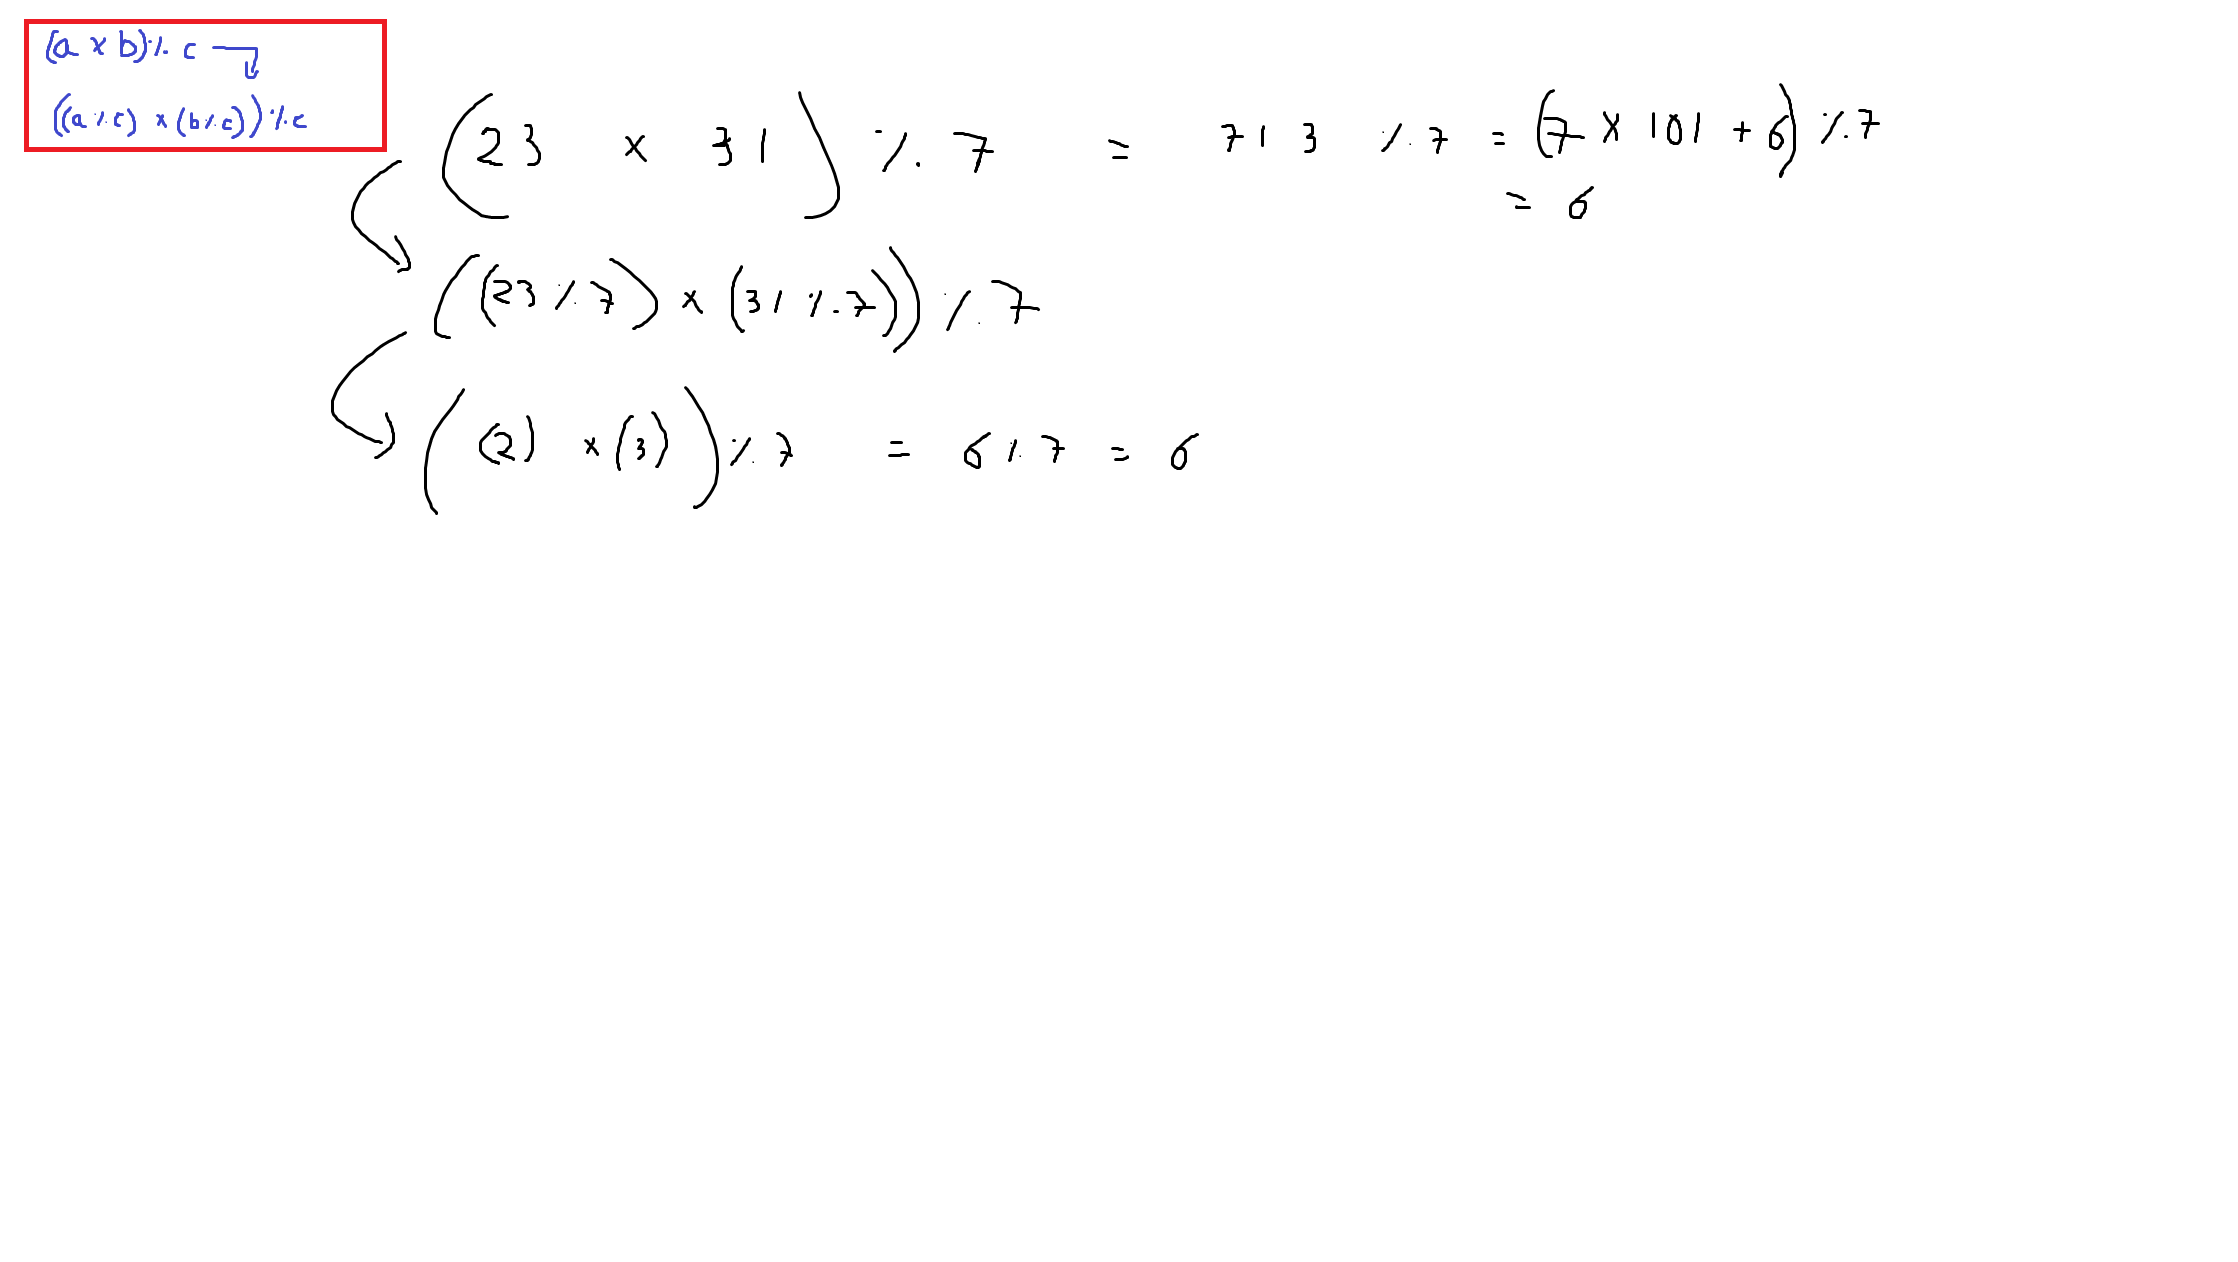 (a x b) % c
((a % c) x (b % c)) % c
(23 x 31) % 7 = 713 % 7 = (7 x 101 + 6) % 7
= 6
((23 % 7) x (31 % 7)) % 7
((2) x (3)) % 7 = 6 % 7 = 6